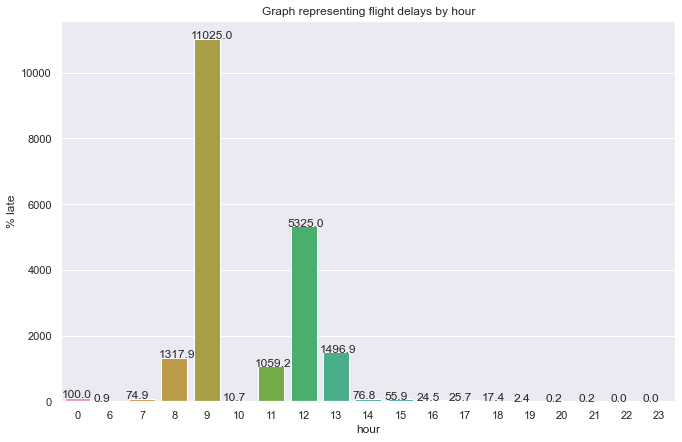 Graph representing flight delays by hour
% late
10000
8000
6000
4000
2000
0
100.0 0.9 74.9 1317.9 11025.0 10.7 1059.2 5325.0 1496.9 76.8 55.9 24.5 25.7 17.4 2.4 0.2 0.2 0.0 0.0
0 6 7 8 9 10 11 12 13 14 15 16 17 18 19 20 21 22 23
hour